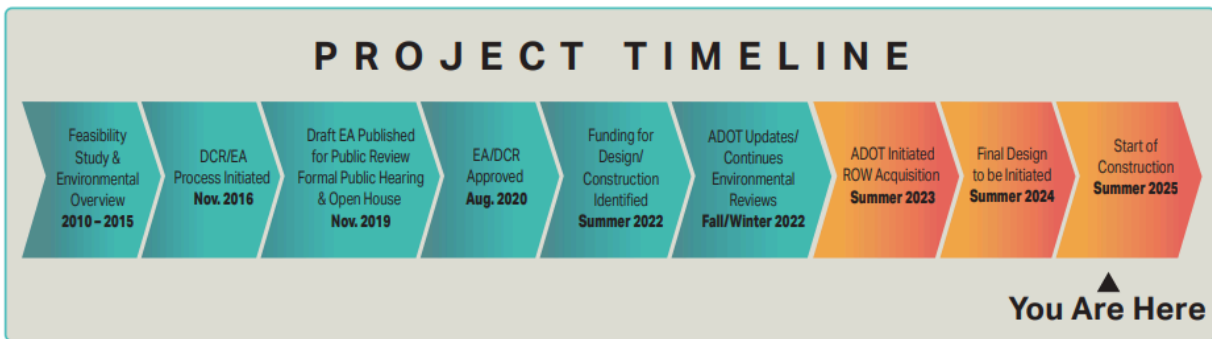 PROJECT TIMELINE
Feasibility
Study &
Environmental
Overview
2010 – 2015
DCR/EA
Process Initiated
Nov. 2016
Draft EA Published
for Public Review
Formal Public Hearing
& Open House
Nov. 2019
EA/DCR
Approved
Aug. 2020
Funding for
Design/
Construction
Identified
Summer 2022
ADOT Updates/
Continues
Environmental
Reviews
Fall/Winter 2022
ADOT Initiated
ROW Acquisition
Summer 2023
Final Design
to be Initiated
Summer 2024
Start of
Construction
Summer 2025
You Are Here